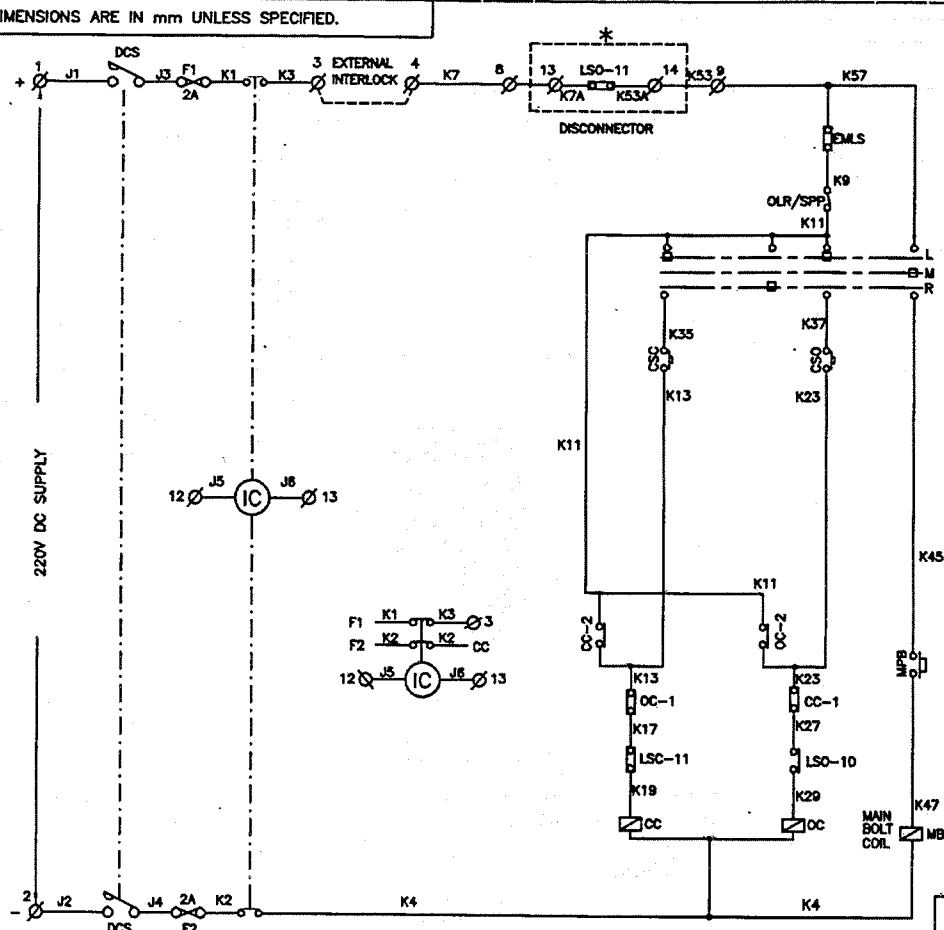 DIMENSIONS ARE IN mm UNLESS SPECIFIED.
*
DCS
+ 1 J1 J3 F1 K1 K3 3 EXTERNAL INTERLOCK 4 K7 8 13 LSO-11 14 K53 9 K57
2A
K7A K53A
DISCONNECTOR
EMLS
K9
OLR/SPP
K11
L
M
R
K35 K37
CSC CSO
K13 K23
K11
220V DC SUPPLY
12 J5 IC J6 13
K45
K11
F1 K1 K3 3
F2 K2 K2 CC
12 J5 IC J6 13
CC-2 OC-2
MPB
K13 K23
OC-1 CC-1
K17 K27
LSC-11 LSO-10
K19 K29
CC OC
K47
MAIN
BOLT
COIL
MB
- 2 J2 J4 2A K2 K4 K4
DCS F2